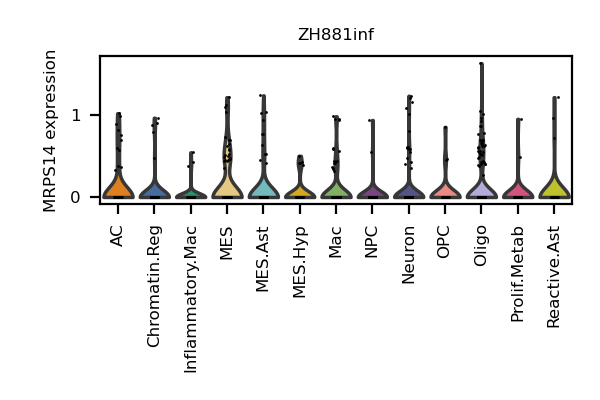 ZH881inf
MRPS14 expression
1
0
AC
Chromatin.Reg
Inflammatory.Mac
MES
MES.Ast
MES.Hyp
Mac
NPC
Neuron
OPC
Oligo
Prolif.Metab
Reactive.Ast